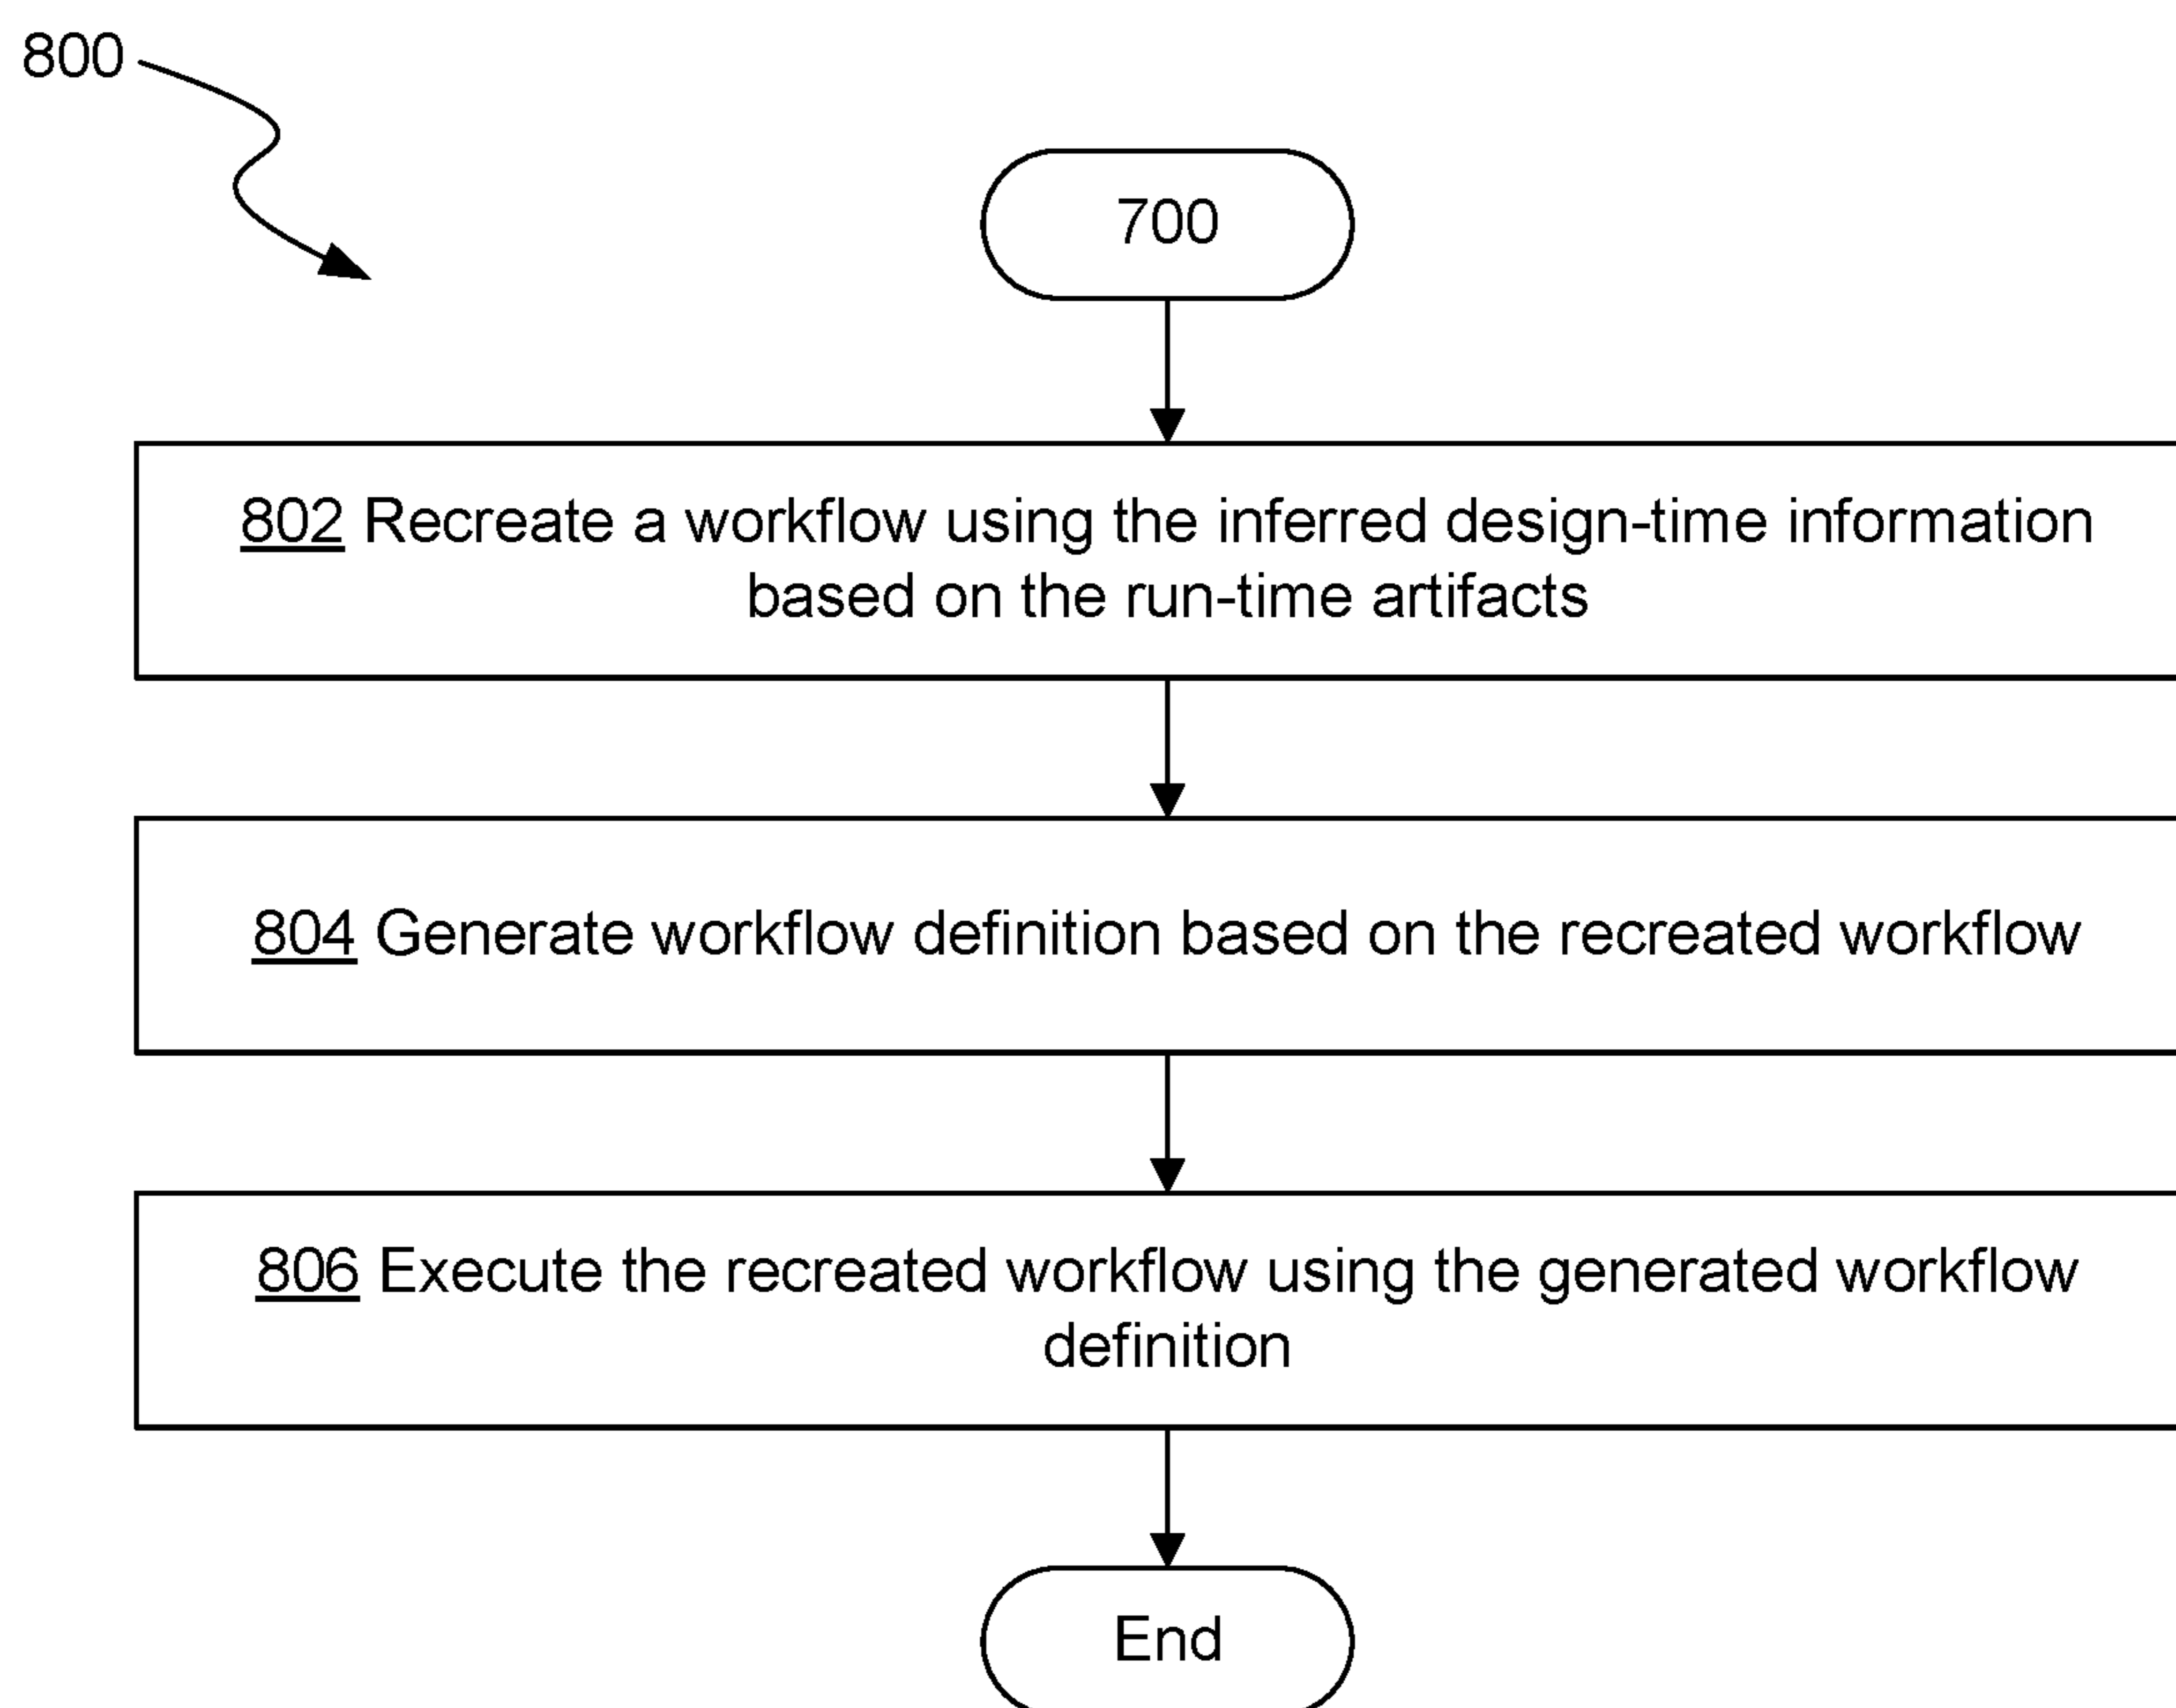 800
700
802 Recreate a workflow using the inferred design-time information
based on the run-time artifacts
804 Generate workflow definition based on the recreated workflow
806 Execute the recreated workflow using the generated workflow
definition
End